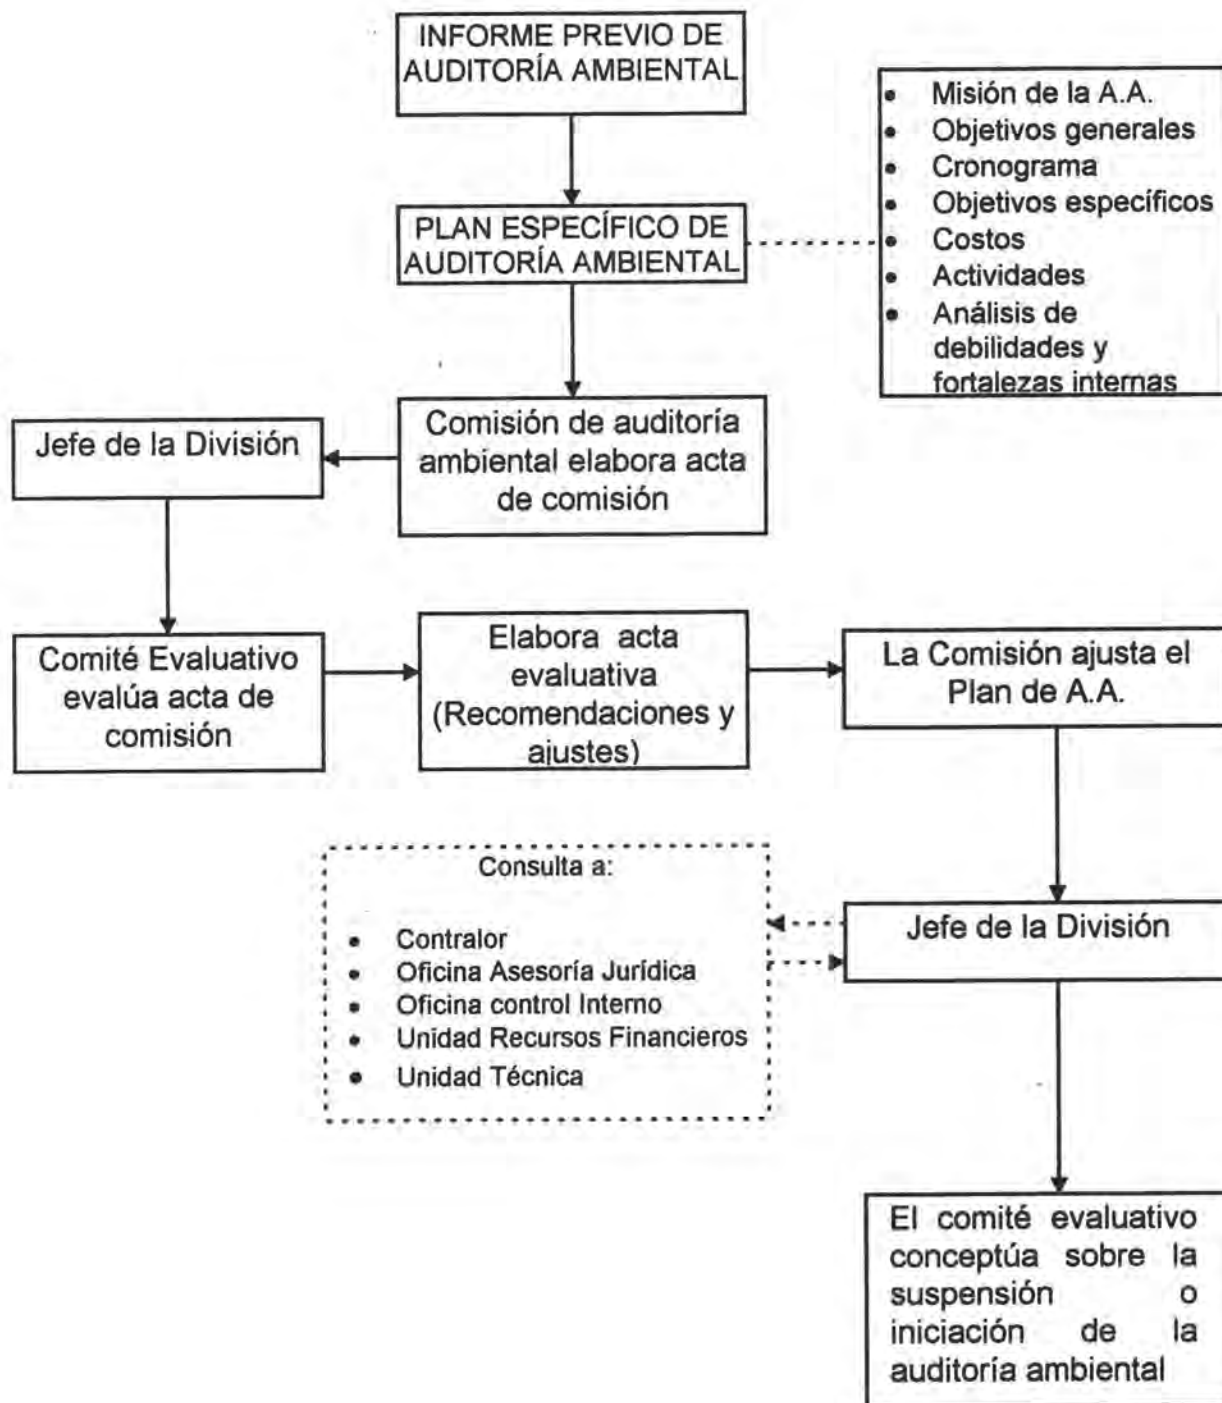 INFORME PREVIO DE
AUDITORÍA AMBIENTAL
• Misión de la A.A.
• Objetivos generales
• Cronograma
• Objetivos específicos
• Costos
• Actividades
• Análisis de
debilidades y
fortalezas internas
PLAN ESPECÍFICO DE
AUDITORÍA AMBIENTAL
Comisión de auditoría
ambiental elabora acta
de comisión
Jefe de la División
Comité Evaluativo
evalúa acta de
comisión
Elabora acta
evaluativa
(Recomendaciones y
ajustes)
La Comisión ajusta el
Plan de A.A.
Consulta a:
• Contralor
• Oficina Asesoría Jurídica
• Oficina control Interno
• Unidad Recursos Financieros
• Unidad Técnica
Jefe de la División
El comité evaluativo
conceptúa sobre la
suspensión o
iniciación de la
auditoría ambiental